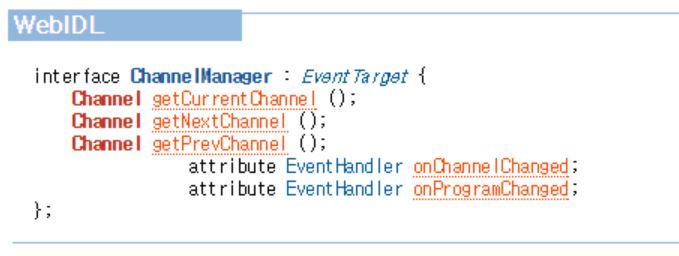 WebIDL
interface ChannelManager : EventTarget {
Channel getCurrentChannel ();
Channel getNextChannel ();
Channel getPrevChannel ();
attribute EventHandler onChannelChanged;
attribute EventHandler onProgramChanged;
};